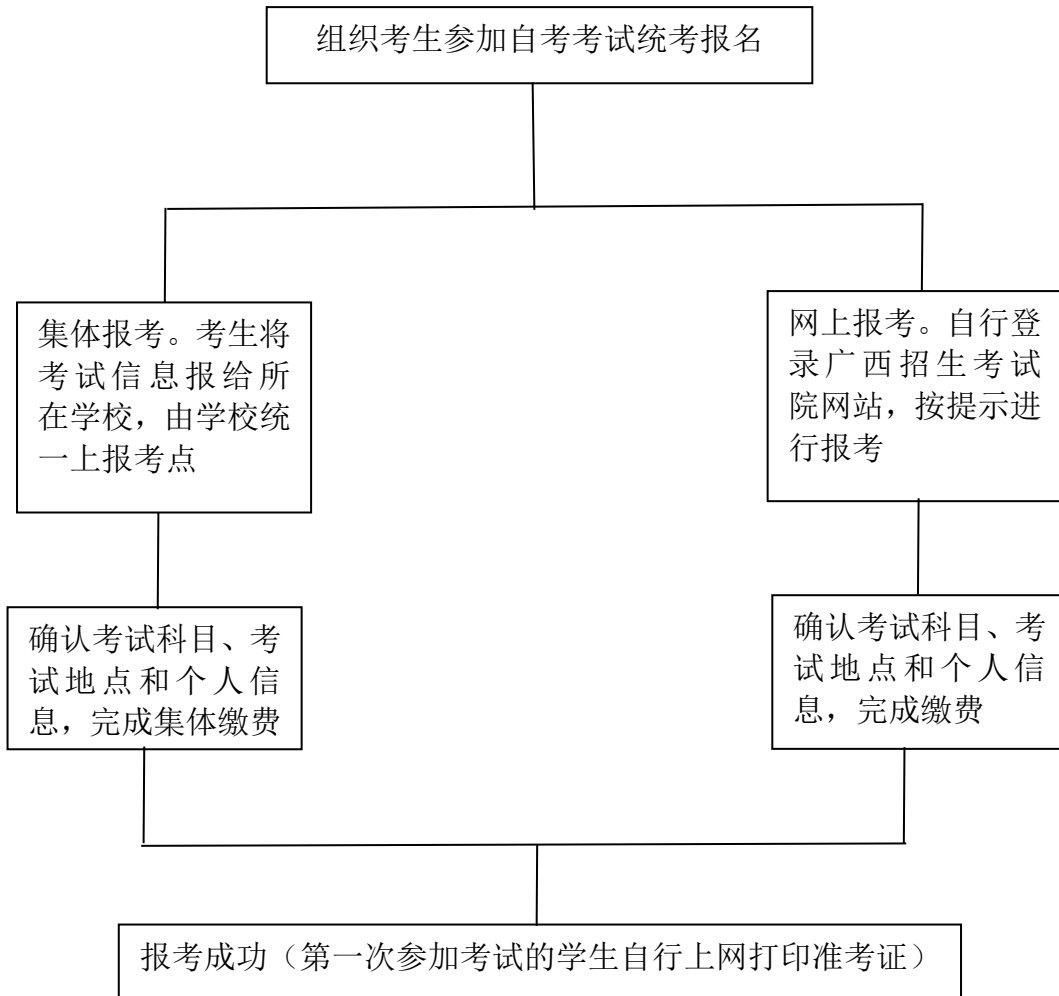 组织考生参加自考考试统考报名
集体报考。考生将
考试信息报给所
在学校，由学校统
一上报考点
网上报考。自行登
录广西招生考试
院网站，按提示进
行报考
确认考试科目、考
试地点和个人信
息，完成集体缴费
确认考试科目、考
试地点和个人信
息，完成缴费
报考成功（第一次参加考试的学生自行上网打印准考证）